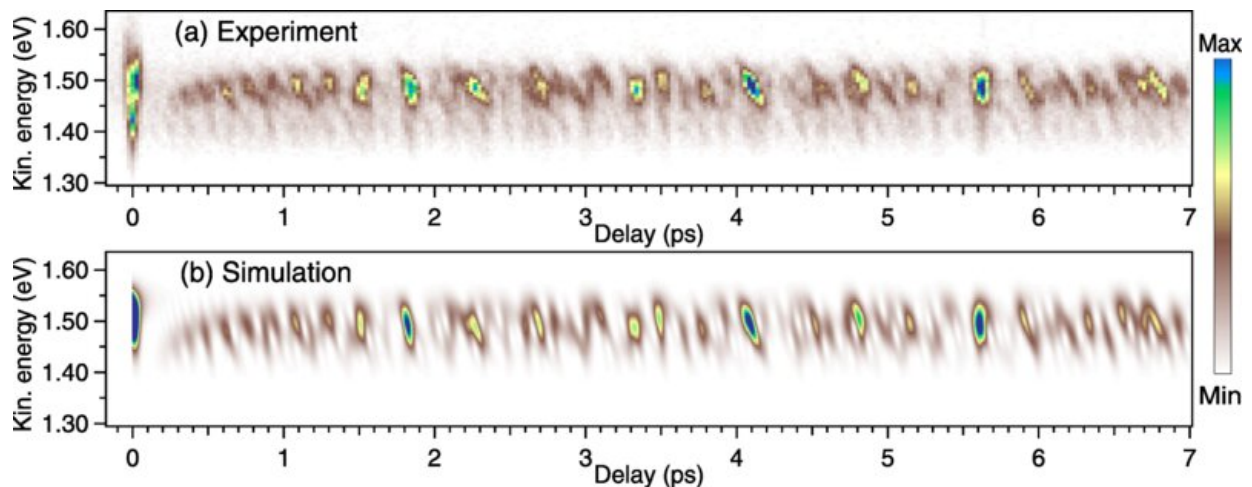 (a) Experiment
Kin. energy (eV)
1.60
1.50
1.40
1.30
0 1 2 3 4 5 6 7
Delay (ps)
(b) Simulation
Kin. energy (eV)
1.60
1.50
1.40
1.30
0 1 2 3 4 5 6 7
Delay (ps)
Max
Min